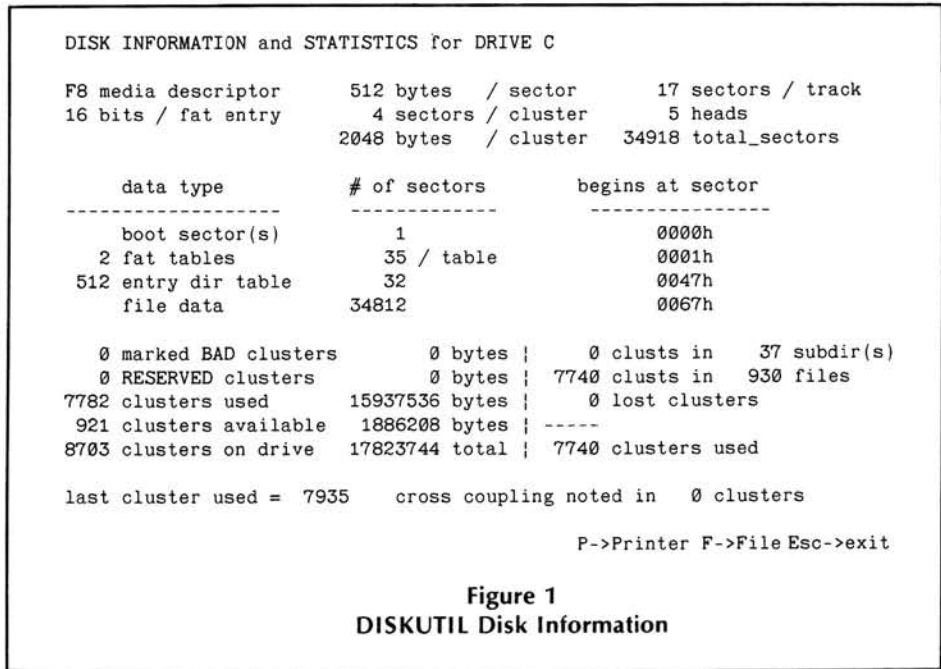 DISK INFORMATION and STATISTICS for DRIVE C
F8 media descriptor 512 bytes / sector 17 sectors / track
16 bits / fat entry 4 sectors / cluster 5 heads
2048 bytes / cluster 34918 total_sectors
data type # of sectors begins at sector
------------------- ------------- ----------------
boot sector(s) 1 0000h
2 fat tables 35 / table 0001h
512 entry dir table 32 0047h
file data 34812 0067h
0 marked BAD clusters 0 bytes ¦ 0 clusts in 37 subdir(s)
0 RESERVED clusters 0 bytes ¦ 7740 clusts in 930 files
7782 clusters used 15937536 bytes ¦ 0 lost clusters
921 clusters available 1886208 bytes ¦ -----
8703 clusters on drive 17823744 total ¦ 7740 clusters used
last cluster used = 7935 cross coupling noted in 0 clusters
P->Printer F->File Esc->exit
Figure 1
DISKUTIL Disk Information